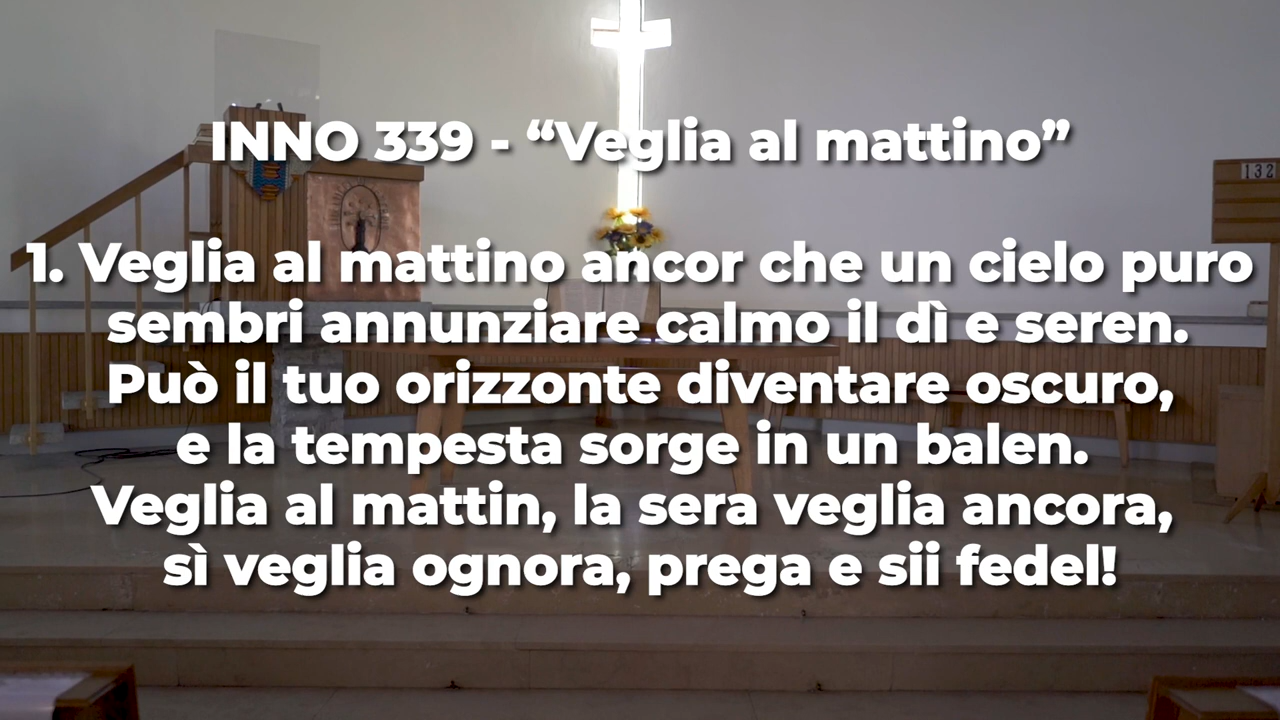 INNO 339 - “Veglia al mattino”
1. Veglia al mattino ancor che un cielo puro
sembri annunziare calmo il dì e seren.
Può il tuo orizzonte diventare oscuro,
e la tempesta sorge in un balen.
Veglia al mattin, la sera veglia ancora,
sì veglia ognora, prega e sii fedel!
132